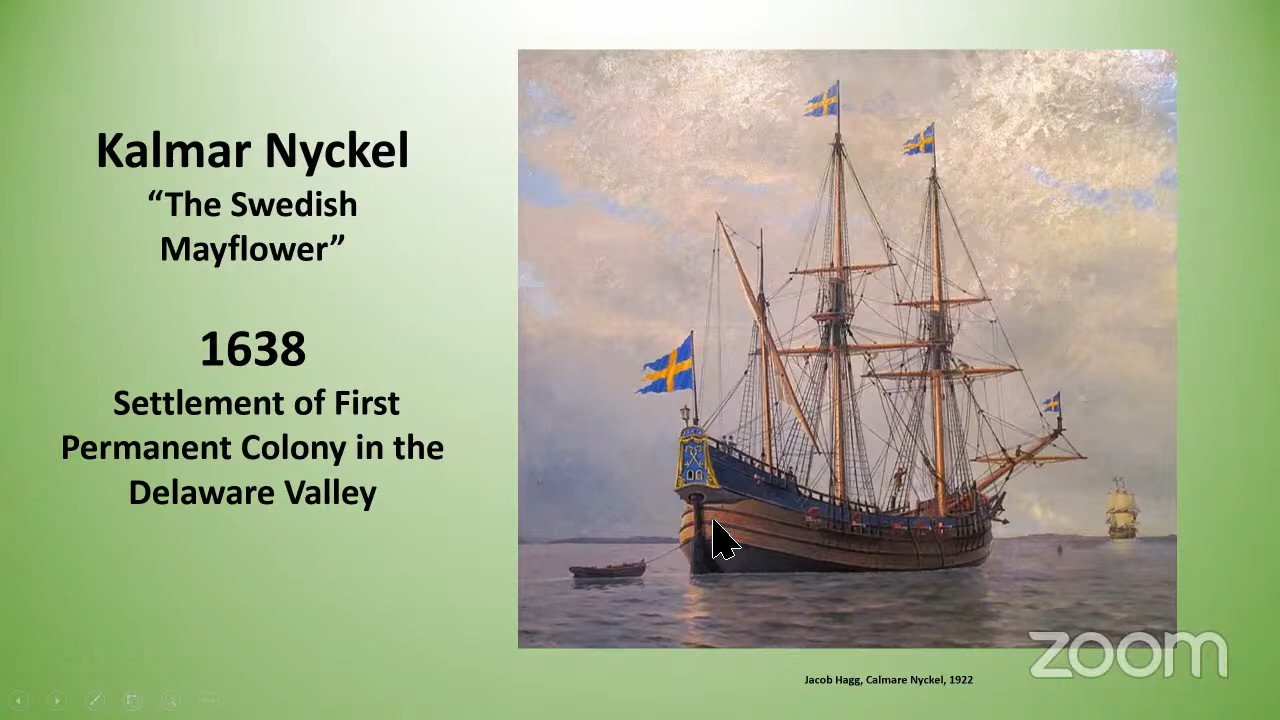 Kalmar Nyckel
“The Swedish
Mayflower”
1638
Settlement of First
Permanent Colony in the
Delaware Valley
zoom
Jacob Hagg, Calmare Nyckel, 1922